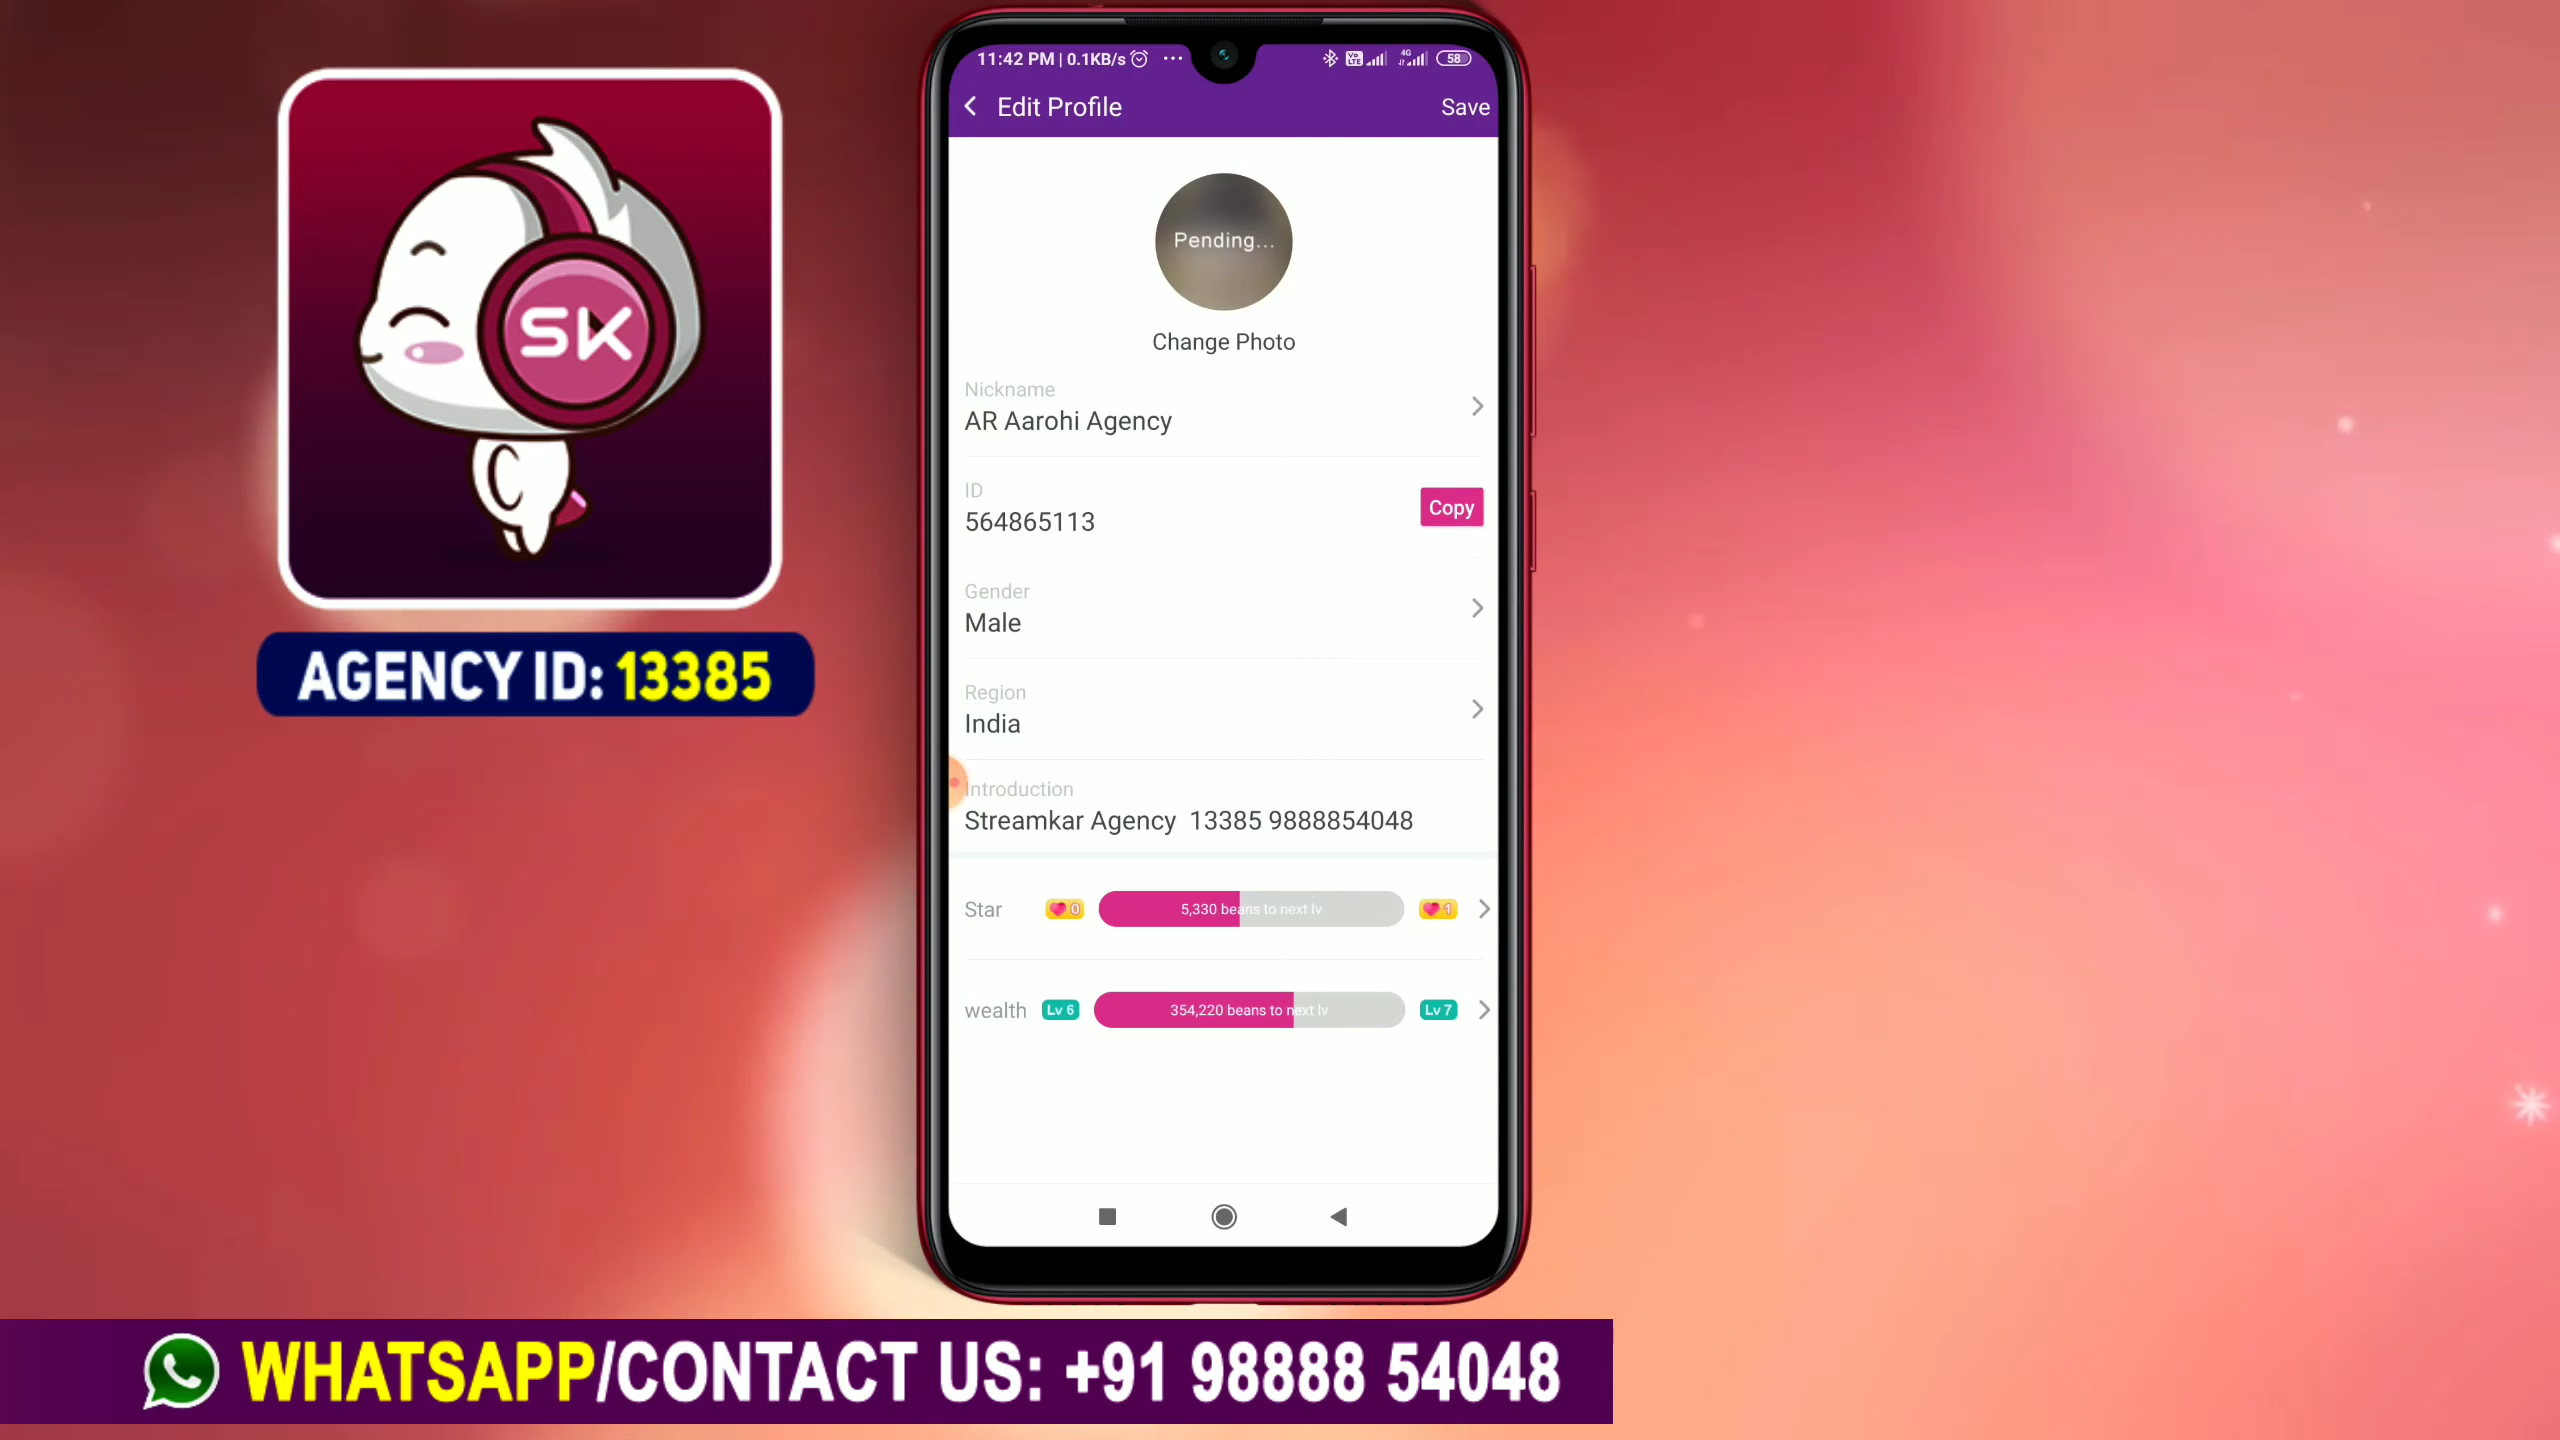 SK
AGENCY ID: 13385
11:42 PM | 0.1KB/s
4G
58
Edit Profile
Save
Pending...
Change Photo
Nickname
AR Aarohi Agency
ID
564865113
Copy
Gender
Male
Region
India
Introduction
Streamkar Agency 13385 9888854048
Star 0 5,330 beans to next lv 1
wealth Lv 6 354,220 beans to next lv Lv 7
WHATSAPP/CONTACT US: +91 98888 54048